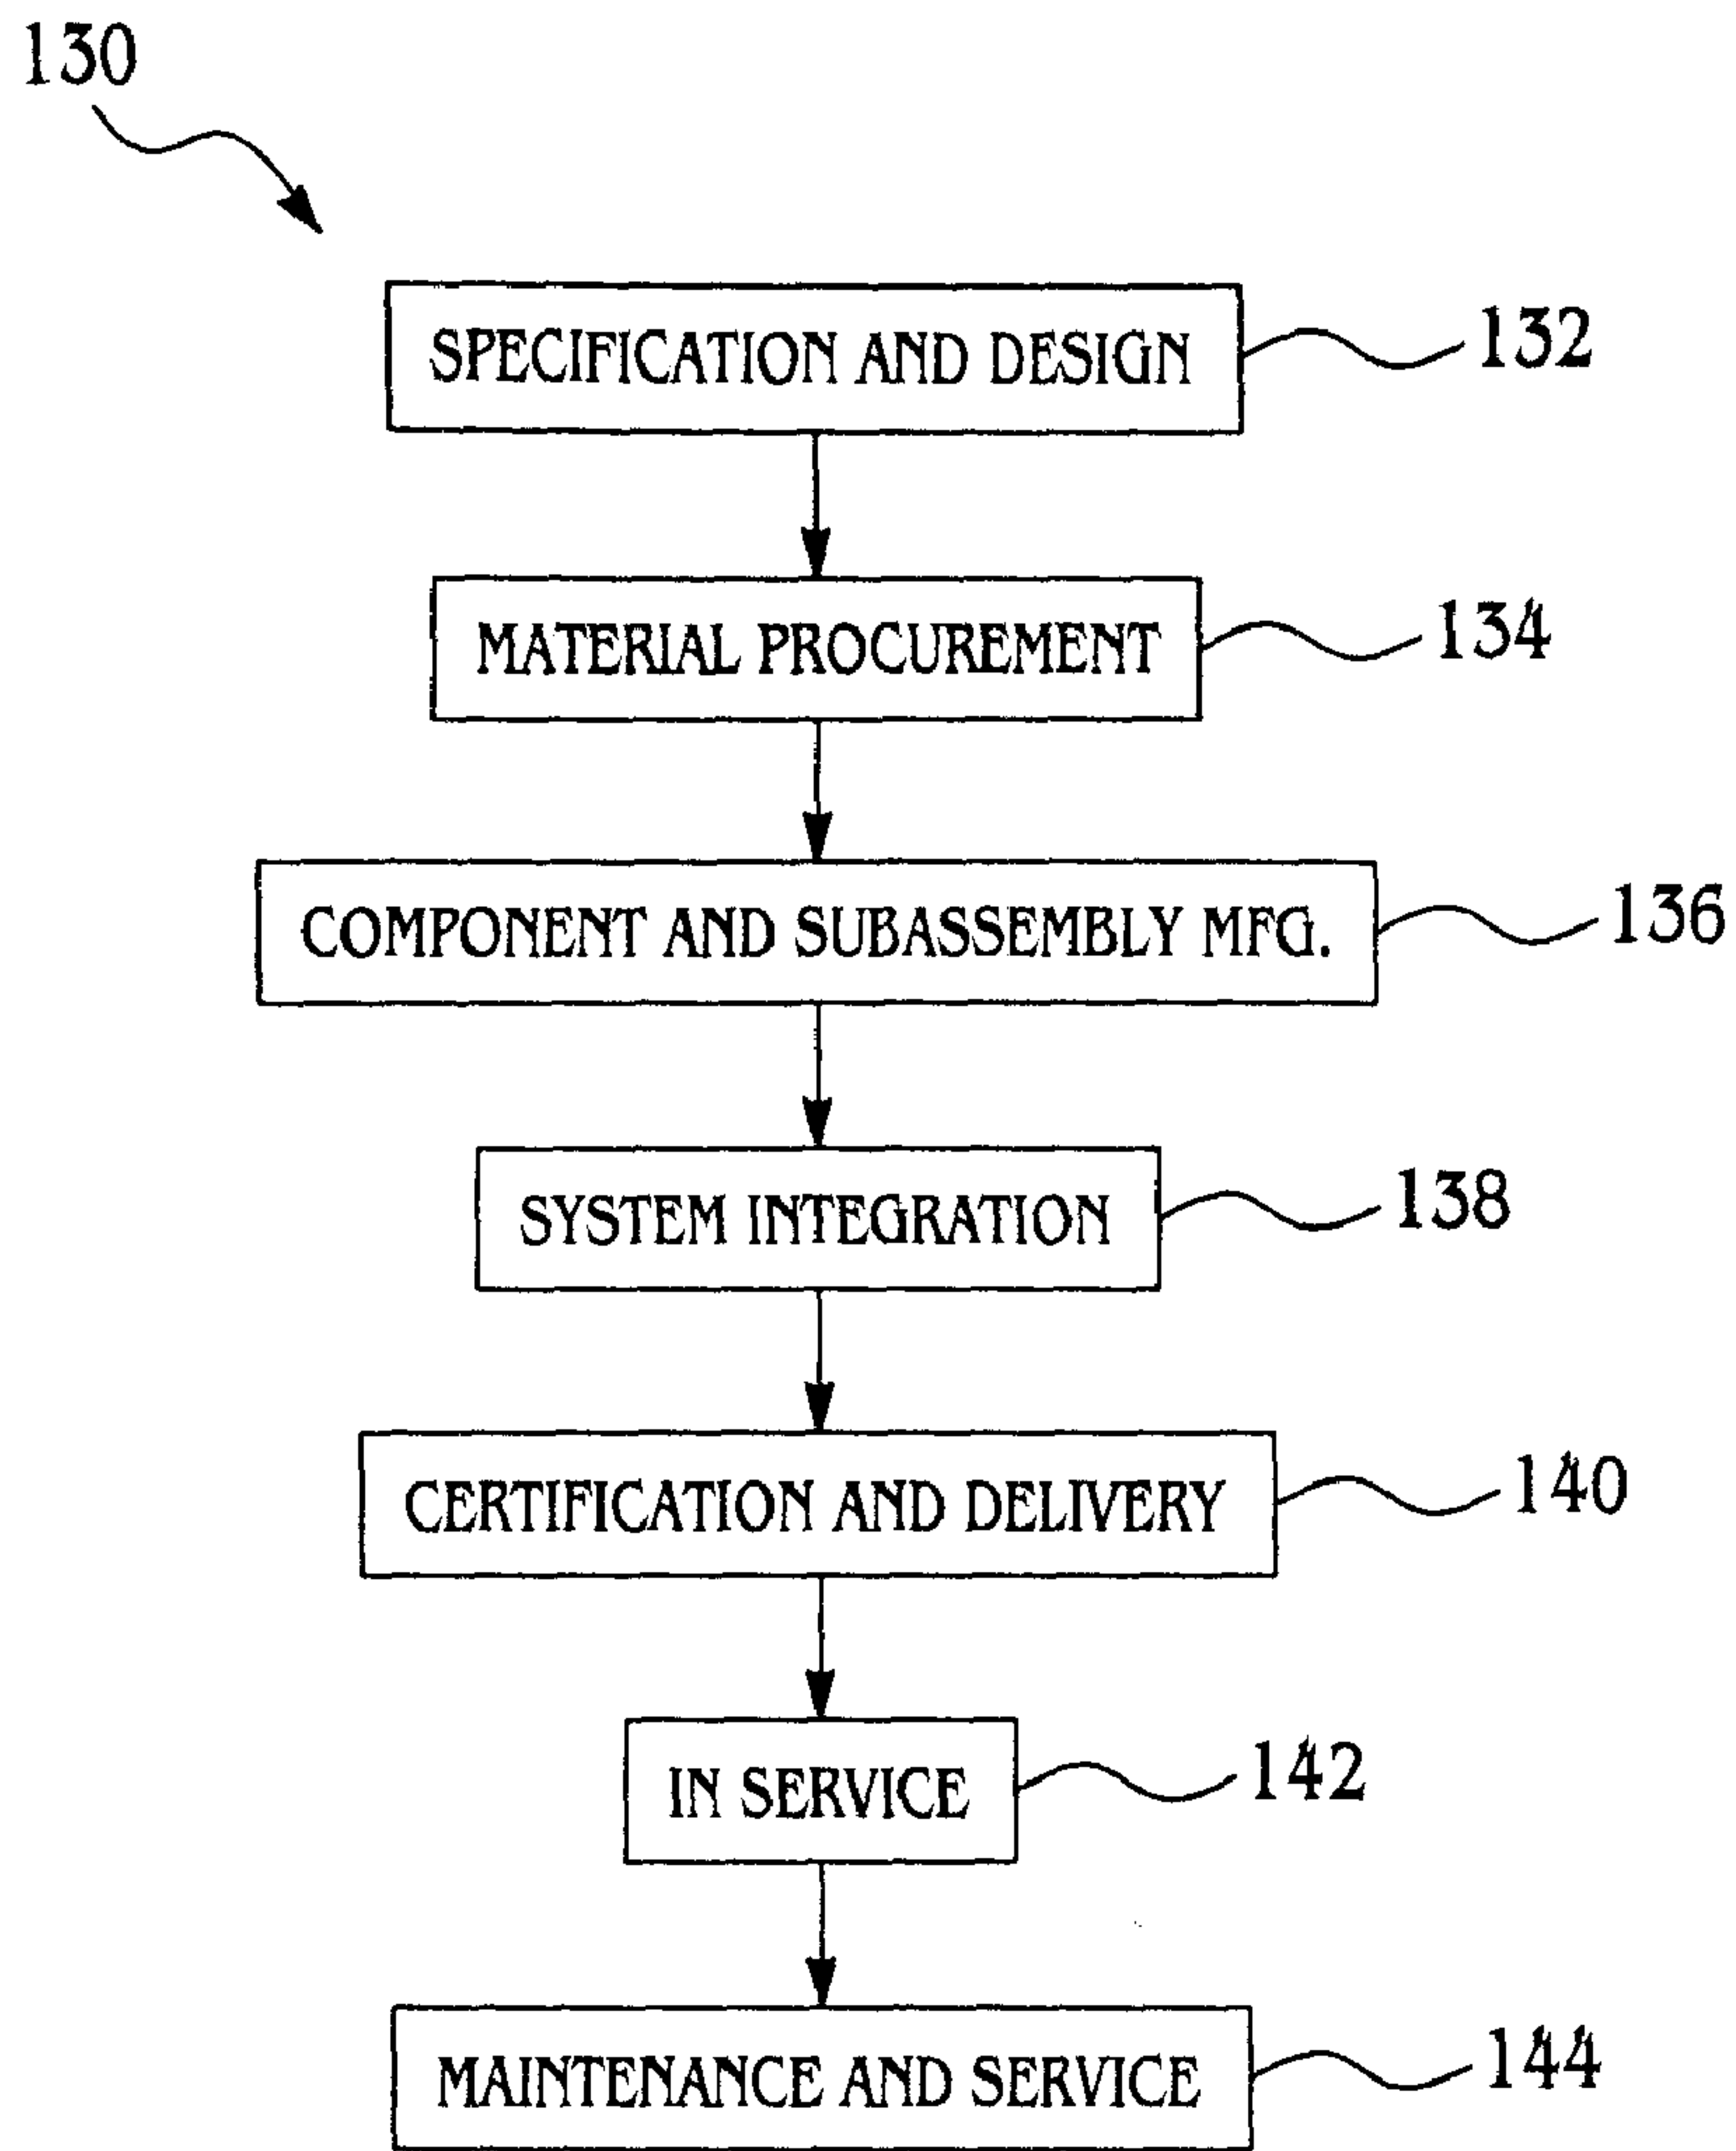 130
SPECIFICATION AND DESIGN 132
MATERIAL PROCUREMENT 134
COMPONENT AND SUBASSEMBLY MFG. 136
SYSTEM INTEGRATION 138
CERTIFICATION AND DELIVERY 140
IN SERVICE 142
MAINTENANCE AND SERVICE 144